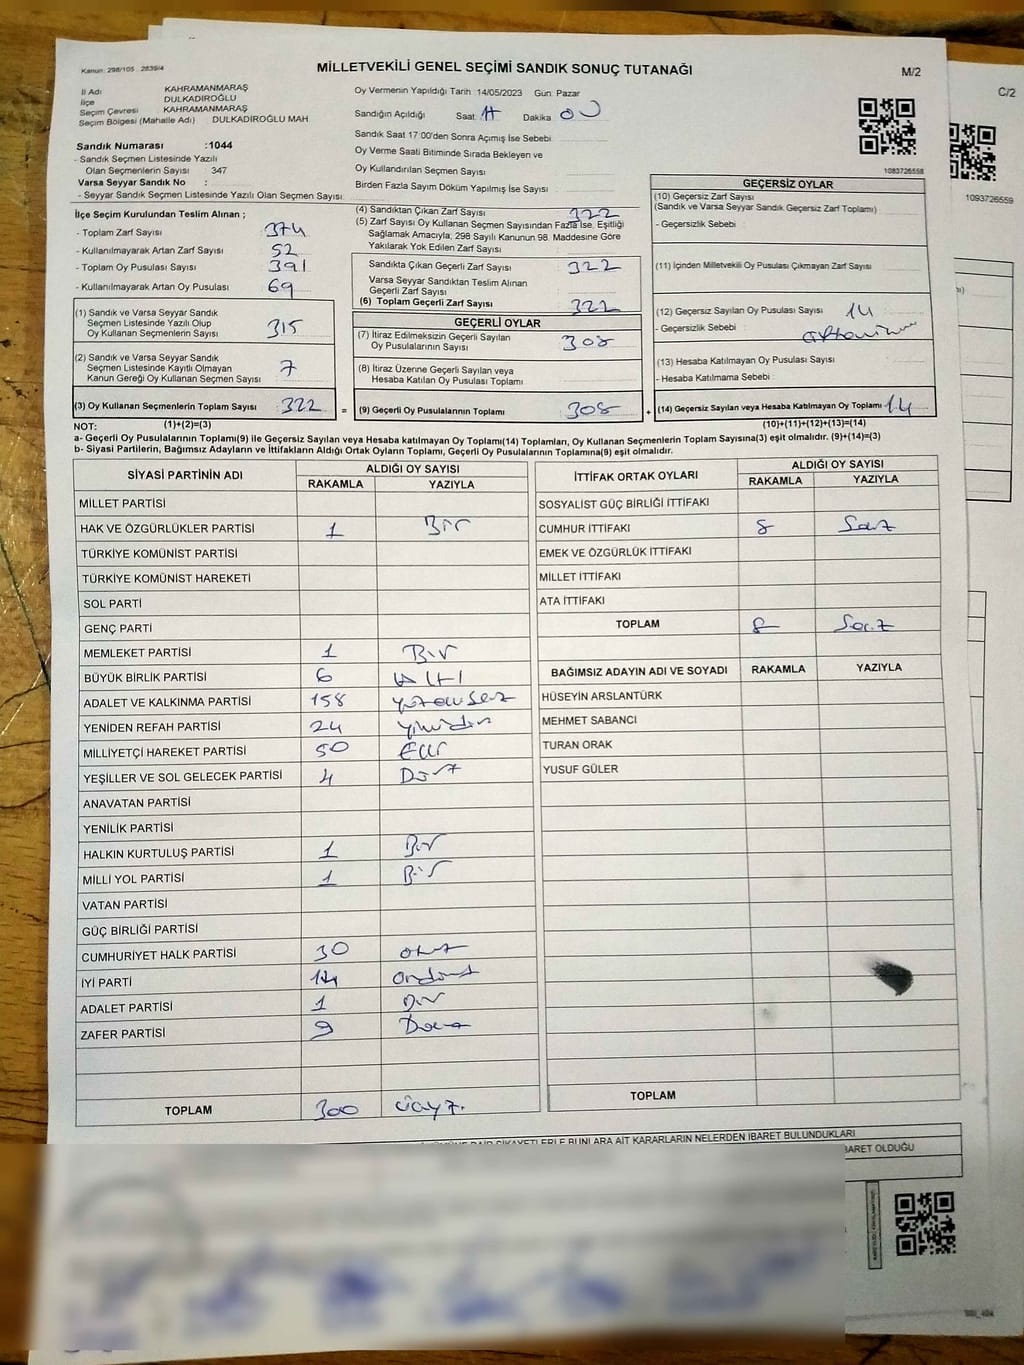 Kanun: 298/105 2839/4
MİLLETVEKİLİ GENEL SEÇİMİ SANDIK SONUÇ TUTANAĞI
M/2
C/2
İl Adı KAHRAMANMARAŞ
İlçe DULKADİROĞLU
Seçim Çevresi KAHRAMANMARAŞ
Seçim Bölgesi (Mahalle Adı) DULKADİROĞLU MAH
Sandık Numarası :1044
- Sandık Seçmen Listesinde Yazılı
Olan Seçmenlerin Sayısı 347
Varsa Seyyar Sandık No :
- Seyyar Sandık Seçmen Listesinde Yazılı Olan Seçmen Sayısı:
Oy Vermenin Yapıldığı Tarih 14/05/2023 Gün: Pazar
Sandığın Açıldığı Saat Dakika
Sandık Saat 17:00'den Sonra Açımış İse Sebebi
Oy Verme Saati Bitiminde Sırada Bekleyen ve
Oy Kullandırılan Seçmen Sayısı
Birden Fazla Sayım Döküm Yapılmış İse Sayısı
1083726559
1093726559
İlçe Seçim Kurulundan Teslim Alınan ;
- Toplam Zarf Sayısı 374
- Kullanılmayarak Artan Zarf Sayısı 52
- Toplam Oy Pusulası Sayısı 391
- Kullanılmayarak Artan Oy Pusulası 69
(1) Sandık ve Varsa Seyyar Sandık
Seçmen Listesinde Yazılı Olup
Oy Kullanan Seçmenlerin Sayısı 315
(2) Sandık ve Varsa Seyyar Sandık
Seçmen Listesinde Kayıtlı Olmayan
Kanun Gereği Oy Kullanan Seçmen Sayısı 7
(3) Oy Kullanan Seçmenlerin Toplam Sayısı 322 =
(4) Sandıktan Çıkan Zarf Sayısı 322
(5) Zarf Sayısı Oy Kullanan Seçmen Sayısından Fazla İse, Eşitliği
Sağlamak Amacıyla; 298 Sayılı Kanunun 98. Maddesine Göre
Yakılarak Yok Edilen Zarf Sayısı
Sandıkta Çıkan Geçerli Zarf Sayısı 322
Varsa Seyyar Sandıktan Teslim Alınan
Geçerli Zarf Sayısı
(6) Toplam Geçerli Zarf Sayısı 322
GEÇERLİ OYLAR
(7) İtiraz Edilmeksizin Geçerli Sayılan
Oy Pusulalarının Sayısı 308
(8) İtiraz Üzerine Geçerli Sayılan veya
Hesaba Katılan Oy Pusulası Toplamı
(9) Geçerli Oy Pusulalarının Toplamı 308 +
GEÇERSİZ OYLAR
(10) Geçersiz Zarf Sayısı
(Sandık ve Varsa Seyyar Sandık Geçersiz Zarf Toplamı)
- Geçersizlik Sebebi :
(11) İçinden Milletvekili Oy Pusulası Çıkmayan Zarf Sayısı
(12) Geçersiz Sayılan Oy Pusulası Sayısı 14
- Geçersizlik Sebebi :
(13) Hesaba Katılmayan Oy Pusulası Sayısı
- Hesaba Katılmama Sebebi :
(14) Geçersiz Sayılan veya Hesaba Katılmayan Oy Toplamı 14
NOT: (1)+(2)=(3) (10)+(11)+(12)+(13)=(14)
a- Geçerli Oy Pusulalarının Toplamı(9) ile Geçersiz Sayılan veya Hesaba katılmayan Oy Toplamı(14) Toplamları, Oy Kullanan Seçmenlerin Toplam Sayısına(3) eşit olmalıdır. (9)+(14)=(3)
b- Siyasi Partilerin, Bağımsız Adayların ve İttifakların Aldığı Ortak Oyların Toplamı, Geçerli Oy Pusulalarının Toplamına(9) eşit olmalıdır.
SİYASİ PARTİNİN ADI ALDIĞI OY SAYISI
RAKAMLA YAZIYLA
MİLLET PARTİSİ
HAK VE ÖZGÜRLÜKLER PARTİSİ 1 Bir
TÜRKİYE KOMÜNİST PARTİSİ
TÜRKİYE KOMÜNİST HAREKETİ
SOL PARTİ
GENÇ PARTİ
MEMLEKET PARTİSİ 1 Bir
BÜYÜK BİRLİK PARTİSİ 6 Altı
ADALET VE KALKINMA PARTİSİ 158
YENİDEN REFAH PARTİSİ 24
MİLLİYETÇİ HAREKET PARTİSİ 50 Elli
YEŞİLLER VE SOL GELECEK PARTİSİ 4 Dört
ANAVATAN PARTİSİ
YENİLİK PARTİSİ
HALKIN KURTULUŞ PARTİSİ 1 Bir
MİLLİ YOL PARTİSİ 1 Bir
VATAN PARTİSİ
GÜÇ BİRLİĞİ PARTİSİ
CUMHURİYET HALK PARTİSİ 30 Otuz
İYİ PARTİ 14 Ondört
ADALET PARTİSİ 1 Bir
ZAFER PARTİSİ 9 Dokuz
TOPLAM 300 Üçyüz
İTTİFAK ORTAK OYLARI ALDIĞI OY SAYISI
RAKAMLA YAZIYLA
SOSYALİST GÜÇ BİRLİĞİ İTTİFAKI
CUMHUR İTTİFAKI 8 Sekiz
EMEK VE ÖZGÜRLÜK İTTİFAKI
MİLLET İTTİFAKI
ATA İTTİFAKI
TOPLAM 8 Sekiz
BAĞIMSIZ ADAYIN ADI VE SOYADI RAKAMLA YAZIYLA
HÜSEYİN ARSLANTÜRK
MEHMET SABANCI
TURAN ORAK
YUSUF GÜLER
TOPLAM
ŞİKAYETLERLE BUNLARA AİT KARARLARIN NELERDEN İBARET BULUNDUKLARI
İBARET OLDUĞU